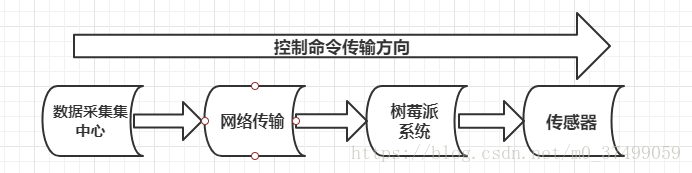 控制命令传输方向
数据采集集
中心
网络传输
树莓派
系统
传感器
https://blog.csdn.net/m0_37499059